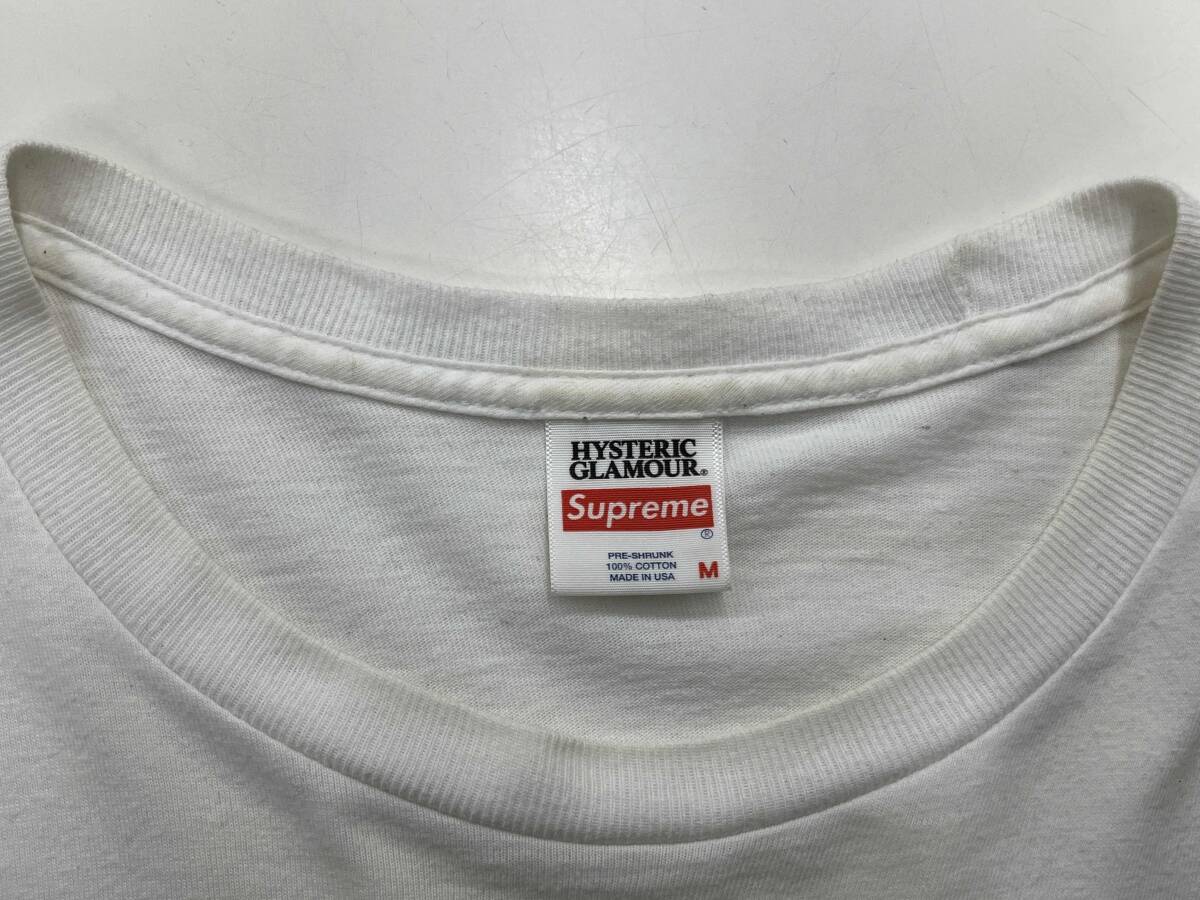 HYSTERIC
GLAMOUR®
Supreme
®
PRE-SHRUNK
100% COTTON
MADE IN USA
M